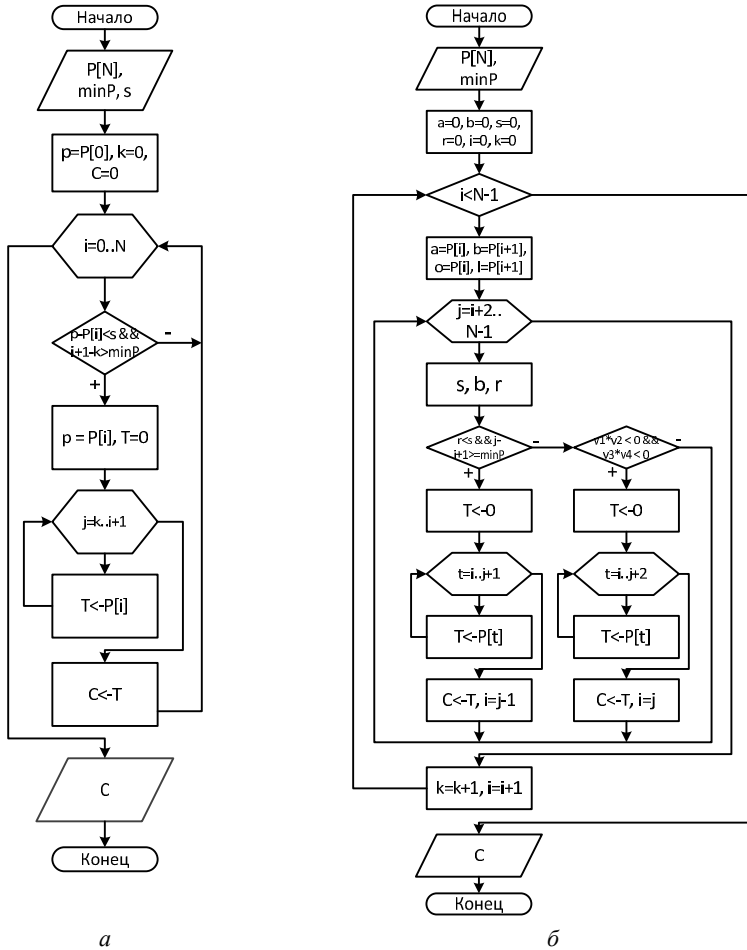 Начало
P[N],
minP, s
p=P[0], k=0,
C=0
i=0..N
p-P[i]<s &&
i+1-k>minP
-
+
p = P[i], T=0
j=k..i+1
T<-P[i]
C<-T
C
Конец
а
Начало
P[N],
minP
a=0, b=0, s=0,
r=0, i=0, k=0
i<N-1
a=P[i], b=P[i+1],
o=P[i], l=P[i+1]
j=i+2..
N-1
s, b, r
r<s && j-
i+1>=minP
-
+
v1*v2 < 0 &&
v3*v4 < 0
-
+
T<-0
T<-0
t=i..j+1
t=i..j+2
T<-P[t]
T<-P[t]
C<-T, i=j-1
C<-T, i=j
k=k+1, i=i+1
C
Конец
б